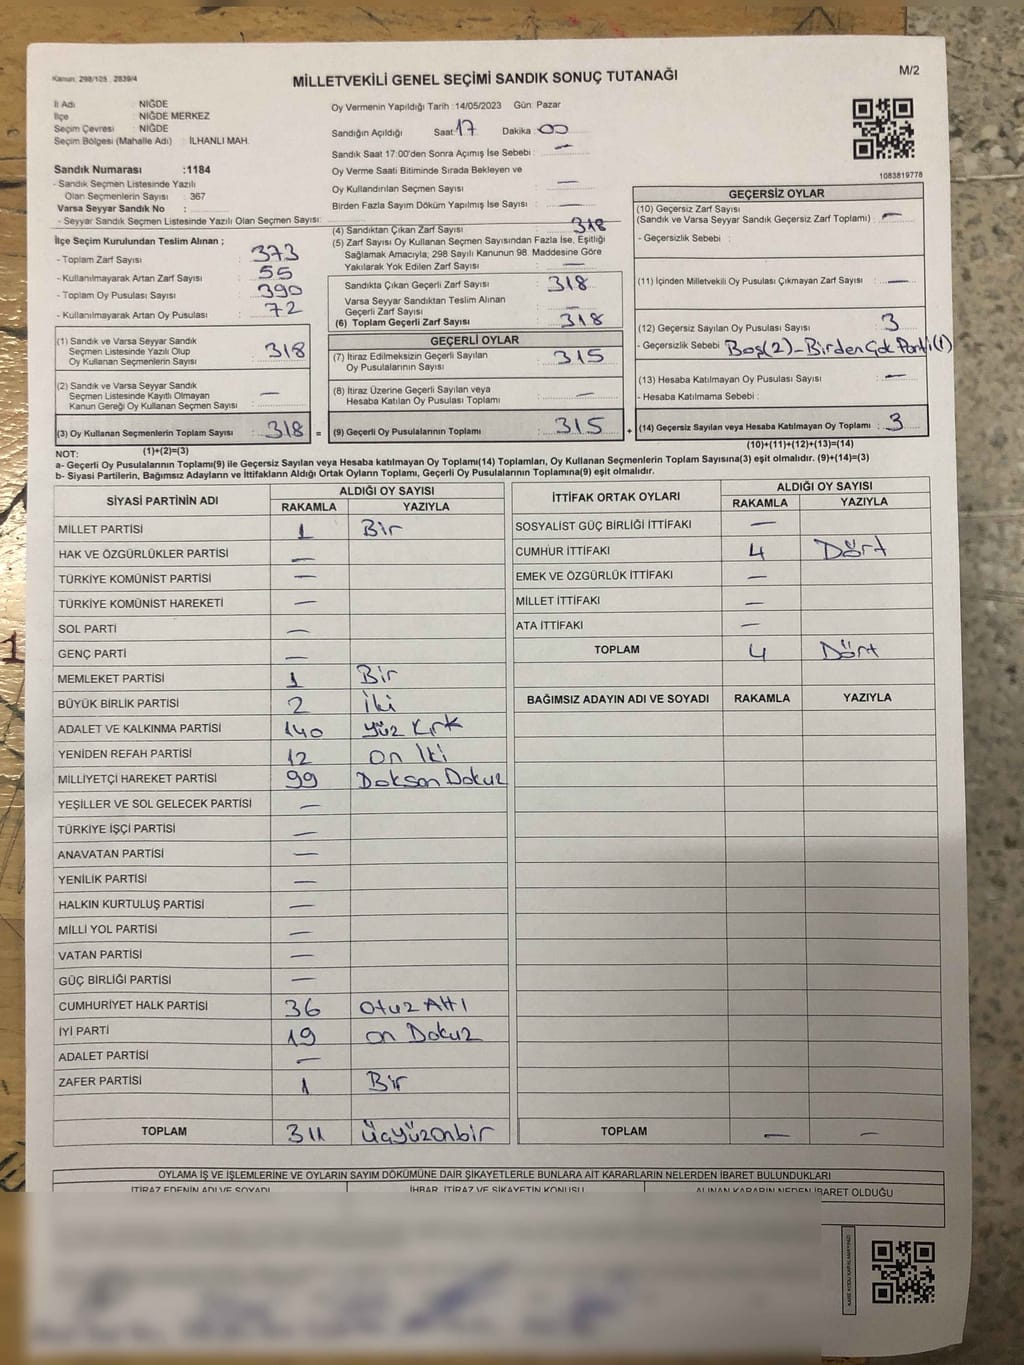 Kanun: 298/105 . 2839/4
MİLLETVEKİLİ GENEL SEÇİMİ SANDIK SONUÇ TUTANAĞI
M/2
İl Adı : NİĞDE
İlçe : NİĞDE MERKEZ
Seçim Çevresi : NİĞDE
Seçim Bölgesi (Mahalle Adı) : İLHANLI MAH.
Oy Vermenin Yapıldığı Tarih :14/05/2023 Gün: Pazar
Sandığın Açıldığı Saat: 17 Dakika : 00
Sandık Saat 17:00'den Sonra Açımış İse Sebebi : —
Oy Verme Saati Bitiminde Sırada Bekleyen ve
Oy Kullandırılan Seçmen Sayısı : —
Birden Fazla Sayım Döküm Yapılmış İse Sayısı : —
1083819778
Sandık Numarası :1184
- Sandık Seçmen Listesinde Yazılı
Olan Seçmenlerin Sayısı : 367
Varsa Seyyar Sandık No :
- Seyyar Sandık Seçmen Listesinde Yazılı Olan Seçmen Sayısı:
İlçe Seçim Kurulundan Teslim Alınan ;
- Toplam Zarf Sayısı : 373
- Kullanılmayarak Artan Zarf Sayısı : 55
- Toplam Oy Pusulası Sayısı : 390
- Kullanılmayarak Artan Oy Pusulası : 72
(1) Sandık ve Varsa Seyyar Sandık
Seçmen Listesinde Yazılı Olup
Oy Kullanan Seçmenlerin Sayısı : 318
(2) Sandık ve Varsa Seyyar Sandık
Seçmen Listesinde Kayıtlı Olmayan
Kanun Gereği Oy Kullanan Seçmen Sayısı : —
(3) Oy Kullanan Seçmenlerin Toplam Sayısı : 318 =
(4) Sandıktan Çıkan Zarf Sayısı : 318
(5) Zarf Sayısı Oy Kullanan Seçmen Sayısından Fazla İse, Eşitliği
Sağlamak Amacıyla; 298 Sayılı Kanunun 98. Maddesine Göre
Yakılarak Yok Edilen Zarf Sayısı : —
Sandıkta Çıkan Geçerli Zarf Sayısı : 318
Varsa Seyyar Sandıktan Teslim Alınan
Geçerli Zarf Sayısı : —
(6) Toplam Geçerli Zarf Sayısı : 318
GEÇERLİ OYLAR
(7) İtiraz Edilmeksizin Geçerli Sayılan
Oy Pusulalarının Sayısı : 315
(8) İtiraz Üzerine Geçerli Sayılan veya
Hesaba Katılan Oy Pusulası Toplamı : —
(9) Geçerli Oy Pusulalarının Toplamı : 315 +
GEÇERSİZ OYLAR
(10) Geçersiz Zarf Sayısı
(Sandık ve Varsa Seyyar Sandık Geçersiz Zarf Toplamı) : —
- Geçersizlik Sebebi :
(11) İçinden Milletvekili Oy Pusulası Çıkmayan Zarf Sayısı : —
(12) Geçersiz Sayılan Oy Pusulası Sayısı : 3
- Geçersizlik Sebebi : Boş(2)-Birden Çok Parti(1)
(13) Hesaba Katılmayan Oy Pusulası Sayısı : —
- Hesaba Katılmama Sebebi :
(14) Geçersiz Sayılan veya Hesaba Katılmayan Oy Toplamı : 3
NOT: (1)+(2)=(3)
(10)+(11)+(12)+(13)=(14)
a- Geçerli Oy Pusulalarının Toplamı(9) ile Geçersiz Sayılan veya Hesaba katılmayan Oy Toplamı(14) Toplamları, Oy Kullanan Seçmenlerin Toplam Sayısına(3) eşit olmalıdır. (9)+(14)=(3)
b- Siyasi Partilerin, Bağımsız Adayların ve İttifakların Aldığı Ortak Oyların Toplamı, Geçerli Oy Pusulalarının Toplamına(9) eşit olmalıdır.
SİYASİ PARTİNİN ADI ALDIĞI OY SAYISI
RAKAMLA YAZIYLA
MİLLET PARTİSİ 1 Bir
HAK VE ÖZGÜRLÜKLER PARTİSİ —
TÜRKİYE KOMÜNİST PARTİSİ —
TÜRKİYE KOMÜNİST HAREKETİ —
SOL PARTİ —
GENÇ PARTİ —
MEMLEKET PARTİSİ 1 Bir
BÜYÜK BİRLİK PARTİSİ 2 İki
ADALET VE KALKINMA PARTİSİ 140 Yüz Kırk
YENİDEN REFAH PARTİSİ 12 on İki
MİLLİYETÇİ HAREKET PARTİSİ 99 Doksan Dokuz
YEŞİLLER VE SOL GELECEK PARTİSİ —
TÜRKİYE İŞÇİ PARTİSİ —
ANAVATAN PARTİSİ —
YENİLİK PARTİSİ —
HALKIN KURTULUŞ PARTİSİ —
MİLLİ YOL PARTİSİ —
VATAN PARTİSİ —
GÜÇ BİRLİĞİ PARTİSİ —
CUMHURİYET HALK PARTİSİ 36 Otuz Altı
İYİ PARTİ 19 on Dokuz
ADALET PARTİSİ —
ZAFER PARTİSİ 1 Bir
TOPLAM 311 Üçyüzonbir
İTTİFAK ORTAK OYLARI ALDIĞI OY SAYISI
RAKAMLA YAZIYLA
SOSYALİST GÜÇ BİRLİĞİ İTTİFAKI —
CUMHUR İTTİFAKI 4 Dört
EMEK VE ÖZGÜRLÜK İTTİFAKI —
MİLLET İTTİFAKI —
ATA İTTİFAKI —
TOPLAM 4 Dört
BAĞIMSIZ ADAYIN ADI VE SOYADI RAKAMLA YAZIYLA
TOPLAM — —
OYLAMA İŞ VE İŞLEMLERİNE VE OYLARIN SAYIM DÖKÜMÜNE DAİR ŞİKAYETLERLE BUNLARA AİT KARARLARIN NELERDEN İBARET BULUNDUKLARI
İTİRAZ EDENİN ADI VE SOYADI İHBAR, İTİRAZ VE ŞİKAYETİN KONUSU ALINAN KARARIN NEDEN İBARET OLDUĞU